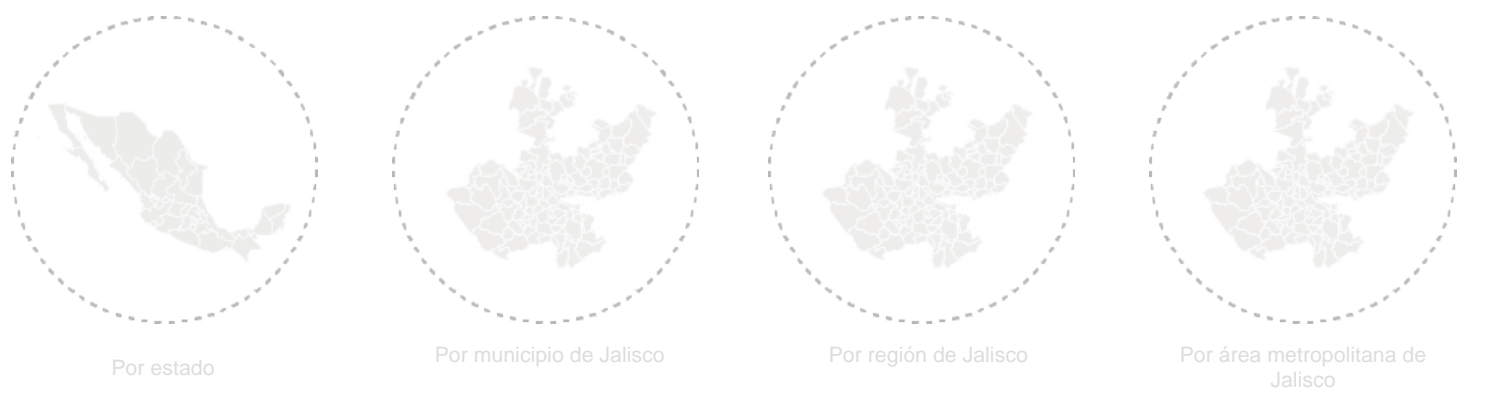 Por estado
Por municipio de Jalisco
Por región de Jalisco
Por área metropolitana de
Jalisco